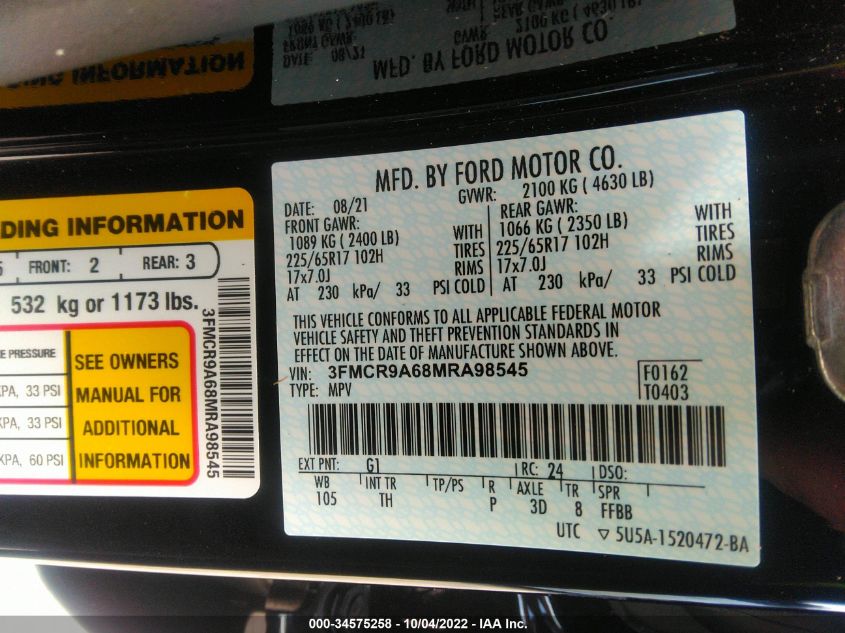 DING INFORMATION
5 FRONT: 2 REAR: 3
532 kg or 1173 lbs.
E PRESSURE
KPA, 33 PSI
KPA, 33 PSI
KPA, 60 PSI
SEE OWNERS
MANUAL FOR
ADDITIONAL
INFORMATION
3FMCR9A68MRA98545
MFD. BY FORD MOTOR CO.
DATE: 08/21 GVWR: 2100 KG ( 4630 LB)
FRONT GAWR: WITH REAR GAWR: WITH
1089 KG ( 2400 LB) TIRES 1066 KG ( 2350 LB) TIRES
225/65R17 102H RIMS 225/65R17 102H RIMS
17x7.0J 17x7.0J
AT 230 kPa/ 33 PSI COLD AT 230 kPa/ 33 PSI COLD
THIS VEHICLE CONFORMS TO ALL APPLICABLE FEDERAL MOTOR
VEHICLE SAFETY AND THEFT PREVENTION STANDARDS IN
EFFECT ON THE DATE OF MANUFACTURE SHOWN ABOVE.
VIN: 3FMCR9A68MRA98545 F0162
TYPE: MPV T0403
EXT PNT: G1 RC: 24 DSO:
WB INT TR TP/PS R AXLE TR SPR
105 TH P 3D 8 FFBB
UTC ▽ 5U5A-1520472-BA
000-34575258 - 10/04/2022 - IAA Inc.